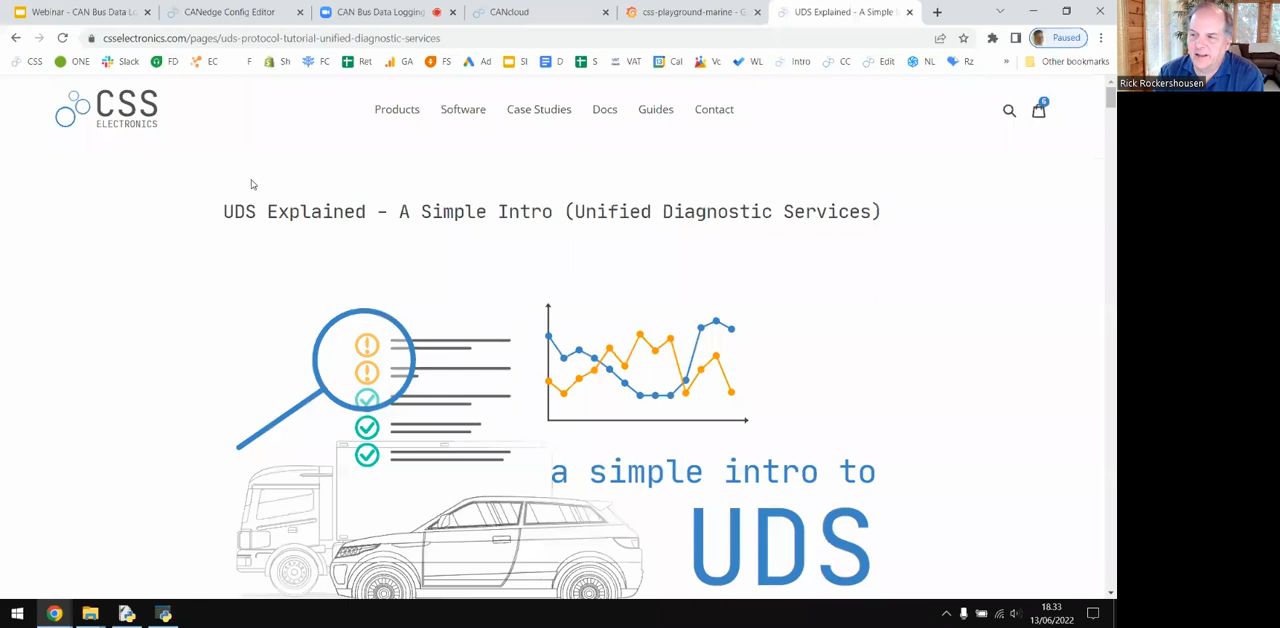 Webinar - CAN Bus Data Lo
CANedge Config Editor
CAN Bus Data Logging
CANcloud
css-playground-marine - G
UDS Explained - A Simple I
Paused
csselectronics.com/pages/uds-protocol-tutorial-unified-diagnostic-services
CSS
ONE
Slack
FD
EC
F
Sh
FC
Ret
GA
FS
Ad
SI
D
S
VAT
Cal
Vc
WL
Intro
CC
Edit
NL
Rz
»
Other bookmarks
Rick Rockershousen
CSS
ELECTRONICS
Products
Software
Case Studies
Docs
Guides
Contact
6
UDS Explained - A Simple Intro (Unified Diagnostic Services)
a simple intro to
UDS
18.33
13/06/2022